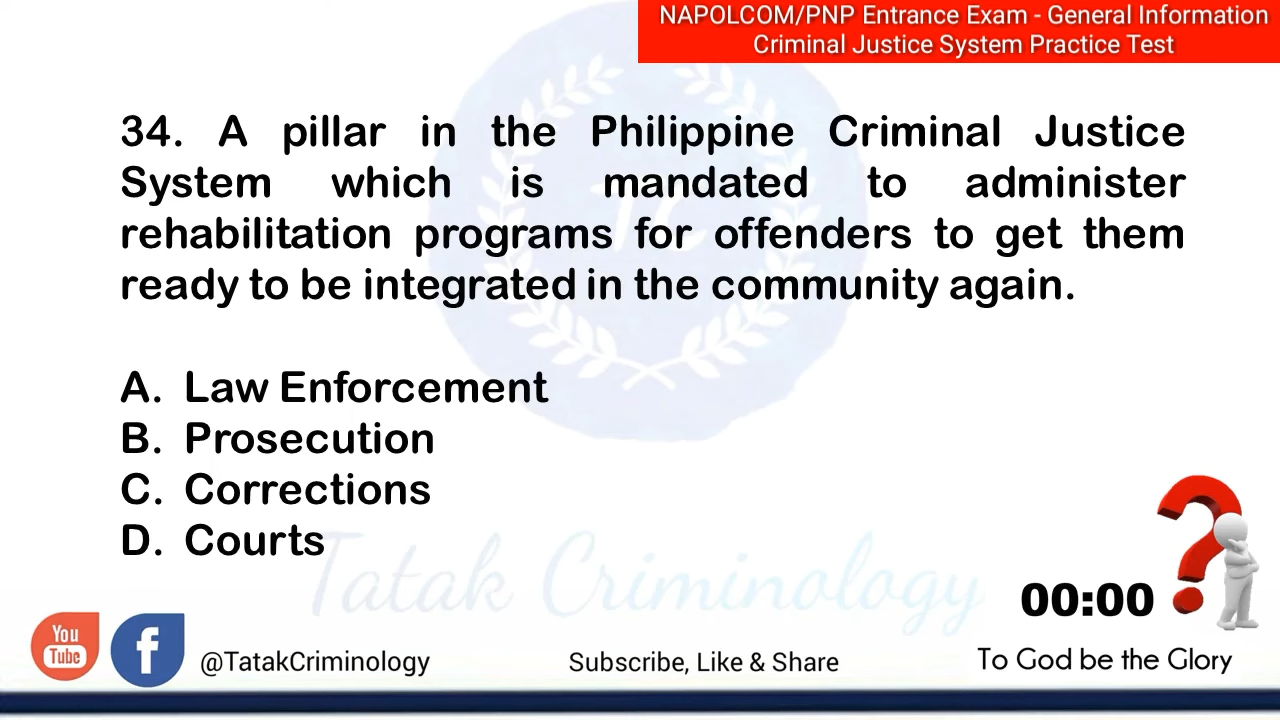 NAPOLCOM/PNP Entrance Exam - General Information
Criminal Justice System Practice Test
34. A pillar in the Philippine Criminal Justice
System which is mandated to administer
rehabilitation programs for offenders to get them
ready to be integrated in the community again.
A. Law Enforcement
B. Prosecution
C. Corrections
D. Courts
Tatak Criminology
00:00
You
Tube
f
@TatakCriminology
Subscribe, Like & Share
To God be the Glory